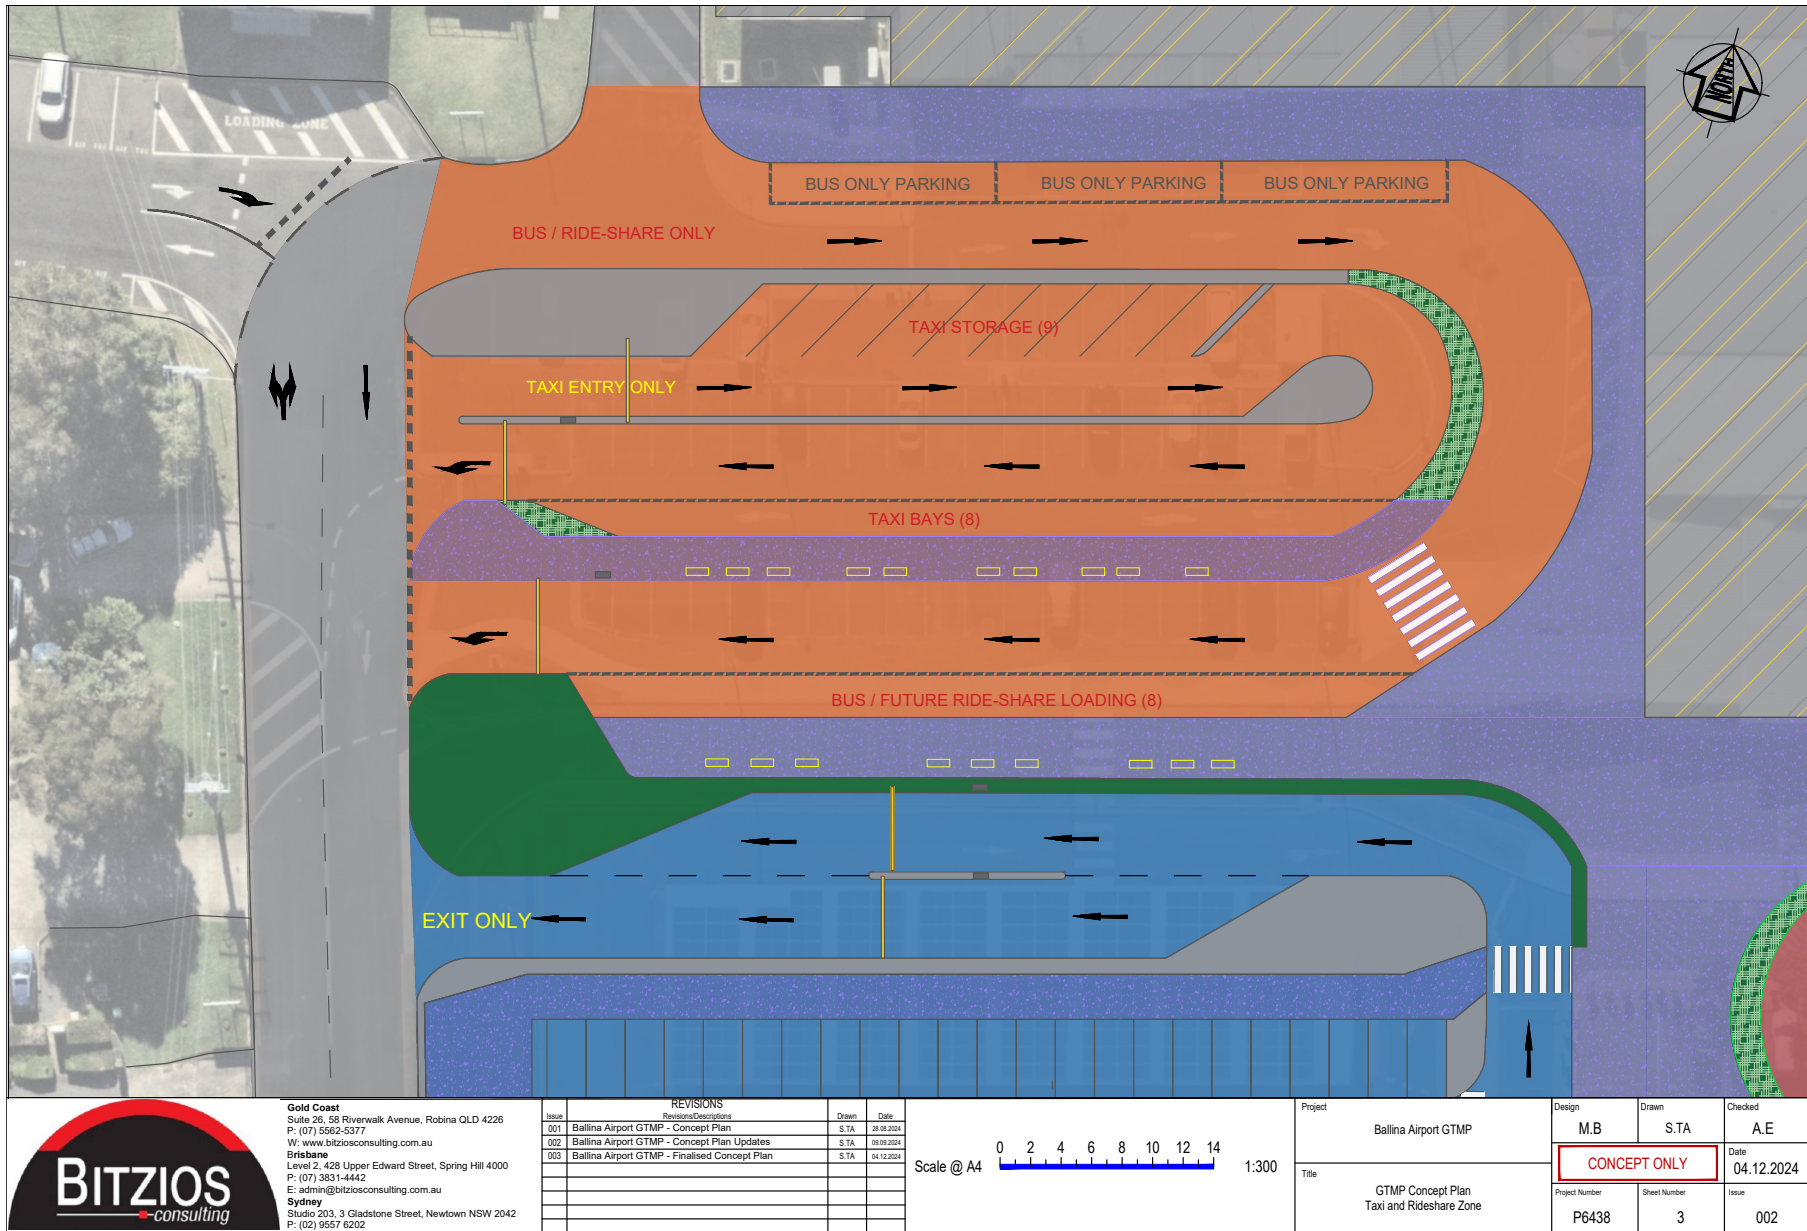 LOADING ZONE
NORTH
BUS ONLY PARKING
BUS ONLY PARKING
BUS ONLY PARKING
BUS / RIDE-SHARE ONLY
TAXI STORAGE (9)
TAXI ENTRY ONLY
TAXI BAYS (8)
BUS / FUTURE RIDE-SHARE LOADING (8)
EXIT ONLY
BITZIOS
consulting
Gold Coast
Suite 26, 58 Riverwalk Avenue, Robina QLD 4226
P: (07) 5562-5377
W: www.bitziosconsulting.com.au
Brisbane
Level 2, 428 Upper Edward Street, Spring Hill 4000
P: (07) 3831-4442
E: admin@bitziosconsulting.com.au
Sydney
Studio 203, 3 Gladstone Street, Newtown NSW 2042
P: (02) 9557 6202
REVISIONS
Issue Revisions/Descriptions Drawn Date
001 Ballina Airport GTMP - Concept Plan S.TA 28.08.2024
002 Ballina Airport GTMP - Concept Plan Updates S.TA 09.09.2024
003 Ballina Airport GTMP - Finalised Concept Plan S.TA 04.12.2024
Scale @ A4
0 2 4 6 8 10 12 14
1:300
Project
Ballina Airport GTMP
Title
GTMP Concept Plan
Taxi and Rideshare Zone
Design Drawn Checked
M.B S.TA A.E
CONCEPT ONLY
Date
04.12.2024
Project Number Sheet Number Issue
P6438 3 002